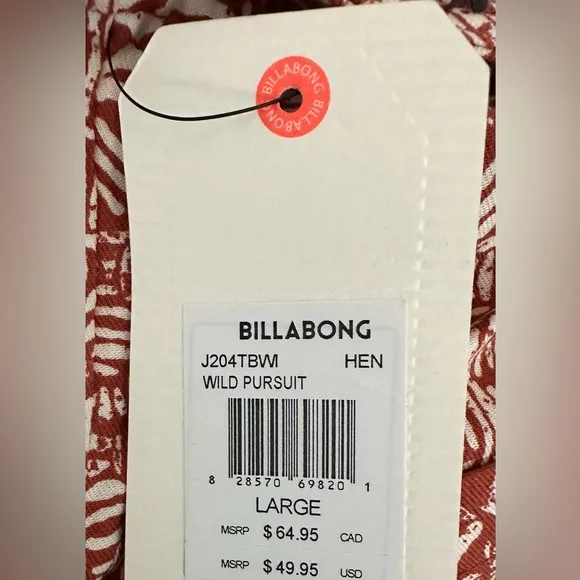 BILLABONG BILLABONG
BILLABONG
J204TBWI HEN
WILD PURSUIT
8 28570 69820 1
LARGE
MSRP $64.95 CAD
MSRP $49.95 USD